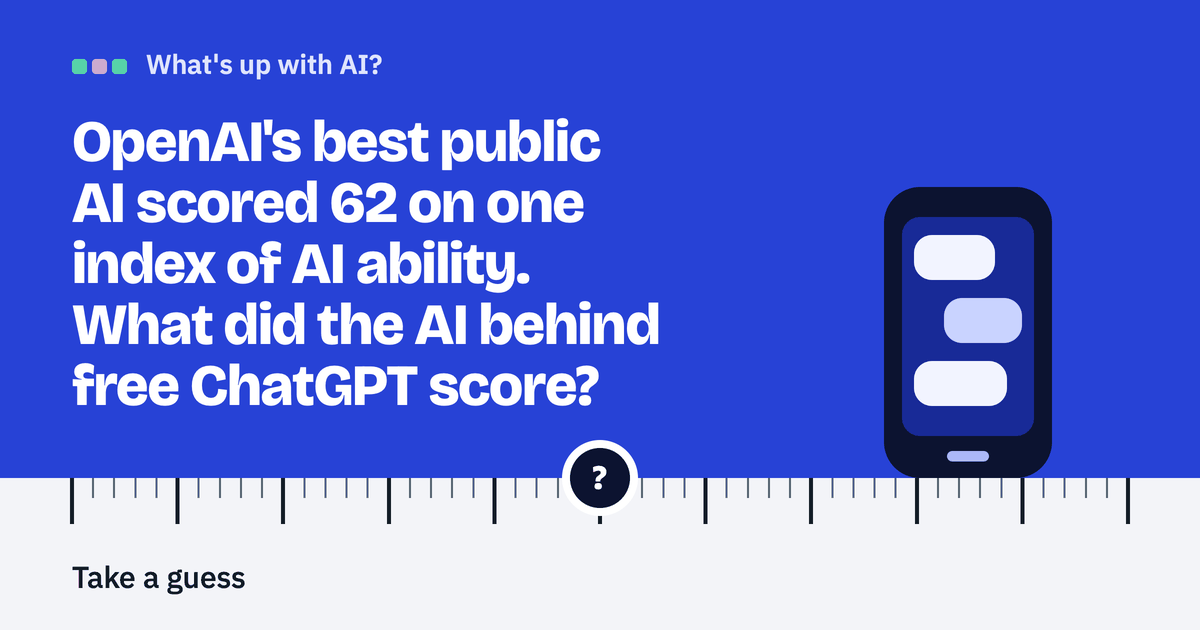 What's up with AI?
OpenAI's best public
AI scored 62 on one
index of AI ability.
What did the AI behind
free ChatGPT score?
?
Take a guess